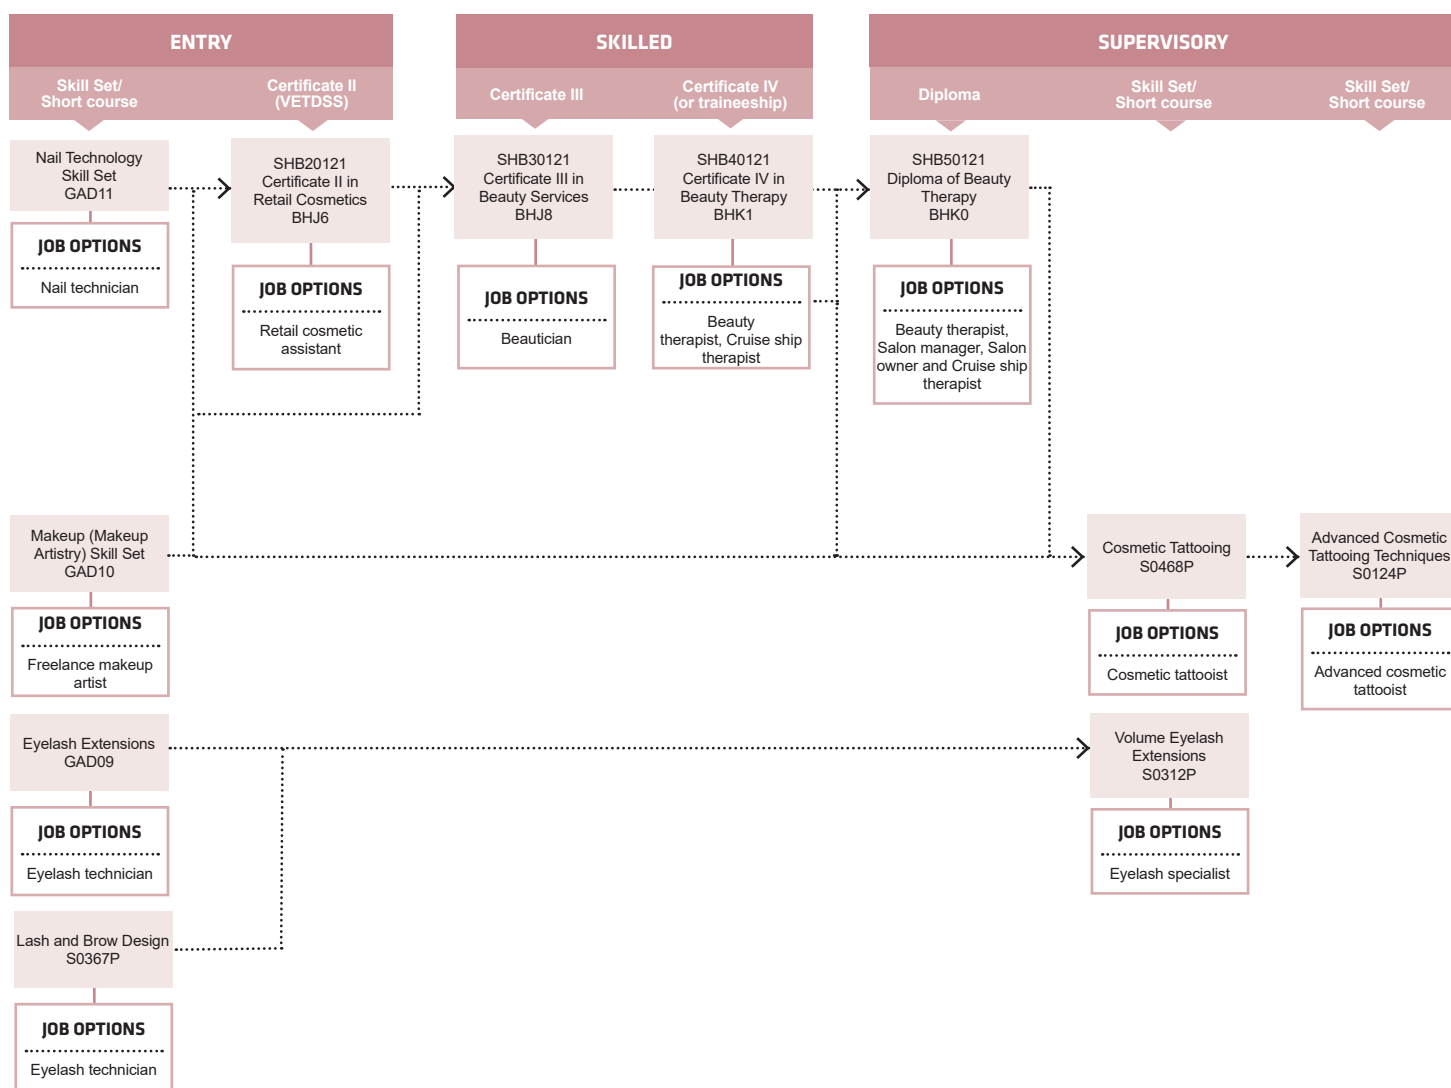 ENTRY
SKILLED
SUPERVISORY
Skill Set/
Short course
Certificate II
(VETDSS)
Certificate III
Certificate IV
(or traineeship)
Diploma
Skill Set/
Short course
Skill Set/
Short course
Nail Technology
Skill Set
GAD11
JOB OPTIONS
Nail technician
SHB20121
Certificate II in
Retail Cosmetics
BHJ6
JOB OPTIONS
Retail cosmetic
assistant
SHB30121
Certificate III in
Beauty Services
BHJ8
JOB OPTIONS
Beautician
SHB40121
Certificate IV in
Beauty Therapy
BHK1
JOB OPTIONS
Beauty
therapist, Cruise ship
therapist
SHB50121
Diploma of Beauty
Therapy
BHK0
JOB OPTIONS
Beauty therapist,
Salon manager, Salon
owner and Cruise ship
therapist
Makeup (Makeup
Artistry) Skill Set
GAD10
JOB OPTIONS
Freelance makeup
artist
Cosmetic Tattooing
S0468P
JOB OPTIONS
Cosmetic tattooist
Advanced Cosmetic
Tattooing Techniques
S0124P
JOB OPTIONS
Advanced cosmetic
tattooist
Eyelash Extensions
GAD09
JOB OPTIONS
Eyelash technician
Volume Eyelash
Extensions
S0312P
JOB OPTIONS
Eyelash specialist
Lash and Brow Design
S0367P
JOB OPTIONS
Eyelash technician